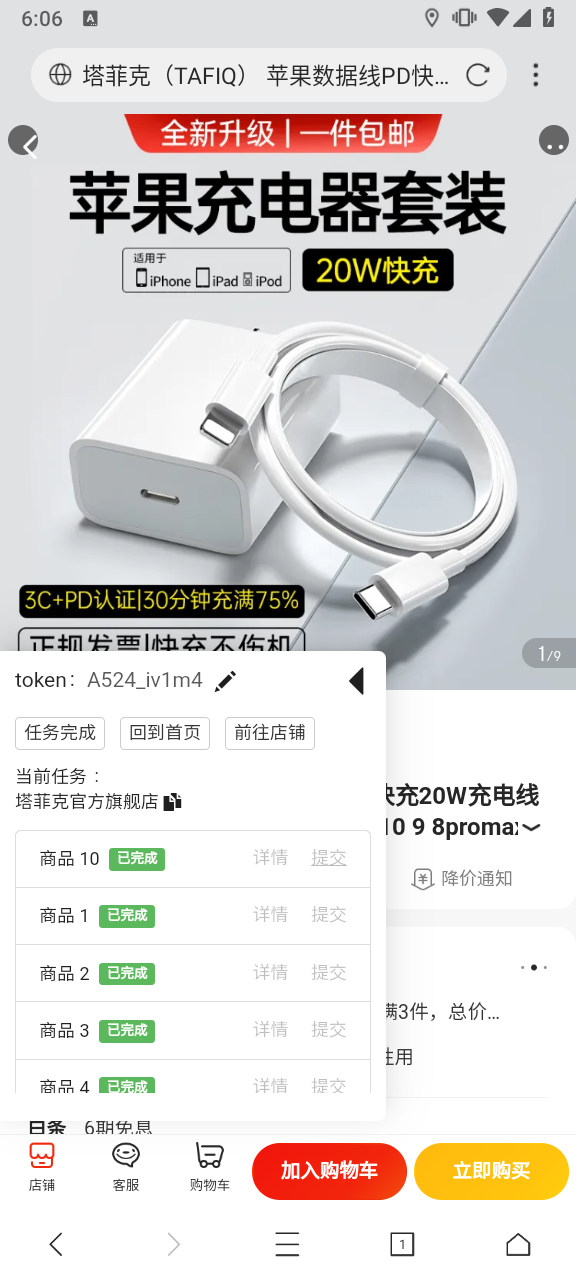 6:06
塔菲克（TAFIQ） 苹果数据线PD快...
全新升级 | 一件包邮
苹果充电器套装
适用于
iPhone iPad iPod
20W快充
3C+PD认证|30分钟充满75%
正规发票|快充不伤机
1/9
token： A524_iv1m4
任务完成 回到首页 前往店铺
当前任务：
塔菲克官方旗舰店
快充20W充电线
10 9 8promax
降价通知
商品 10 已完成 详情 提交
商品 1 已完成 详情 提交
商品 2 已完成 详情 提交
满3件，总价...
商品 3 已完成 详情 提交
性用
商品 4 已完成 详情 提交
白条 6期免息
店铺 客服 购物车 加入购物车 立即购买
1